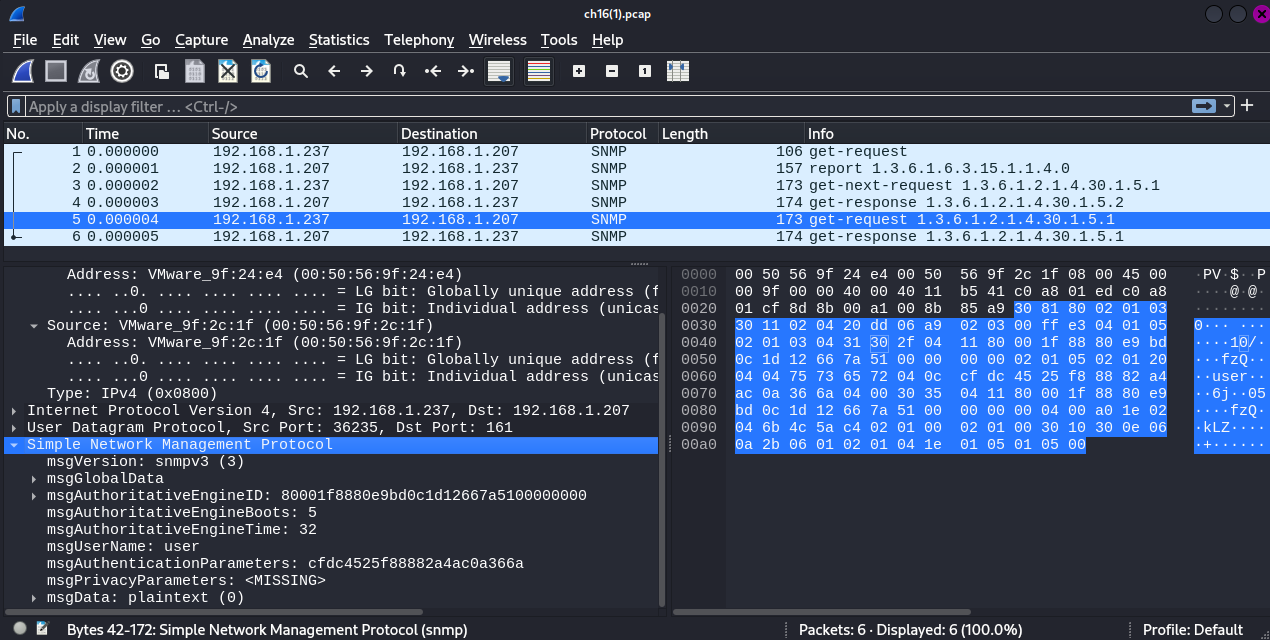 ch16(1).pcap
File Edit View Go Capture Analyze Statistics Telephony Wireless Tools Help
Apply a display filter … <Ctrl-/>
No. Time Source Destination Protocol Length Info
1 0.000000 192.168.1.237 192.168.1.207 SNMP 106 get-request
2 0.000001 192.168.1.207 192.168.1.237 SNMP 157 report 1.3.6.1.6.3.15.1.1.4.0
3 0.000002 192.168.1.237 192.168.1.207 SNMP 173 get-next-request 1.3.6.1.2.1.4.30.1.5.1
4 0.000003 192.168.1.207 192.168.1.237 SNMP 174 get-response 1.3.6.1.2.1.4.30.1.5.2
5 0.000004 192.168.1.237 192.168.1.207 SNMP 173 get-request 1.3.6.1.2.1.4.30.1.5.1
6 0.000005 192.168.1.207 192.168.1.237 SNMP 174 get-response 1.3.6.1.2.1.4.30.1.5.1
Address: VMware_9f:24:e4 (00:50:56:9f:24:e4)
.... ..0. .... .... .... .... = LG bit: Globally unique address (f
.... ...0 .... .... .... .... = IG bit: Individual address (unicas
Source: VMware_9f:2c:1f (00:50:56:9f:2c:1f)
Address: VMware_9f:2c:1f (00:50:56:9f:2c:1f)
.... ..0. .... .... .... .... = LG bit: Globally unique address (f
.... ...0 .... .... .... .... = IG bit: Individual address (unicas
Type: IPv4 (0x0800)
Internet Protocol Version 4, Src: 192.168.1.237, Dst: 192.168.1.207
User Datagram Protocol, Src Port: 36235, Dst Port: 161
Simple Network Management Protocol
msgVersion: snmpv3 (3)
msgGlobalData
msgAuthoritativeEngineID: 80001f8880e9bd0c1d12667a5100000000
msgAuthoritativeEngineBoots: 5
msgAuthoritativeEngineTime: 32
msgUserName: user
msgAuthenticationParameters: cfdc4525f88882a4ac0a366a
msgPrivacyParameters: <MISSING>
msgData: plaintext (0)
0000 00 50 56 9f 24 e4 00 50 56 9f 2c 1f 08 00 45 00 ·PV·$··P
0010 00 9f 00 00 40 00 40 11 b5 41 c0 a8 01 ed c0 a8 ····@·@·
0020 01 cf 8d 8b 00 a1 00 8b 85 a9 30 81 80 02 01 03 ········
0030 30 11 02 04 20 dd 06 a9 02 03 00 ff e3 04 01 05 0··· ···
0040 02 01 03 04 31 30 2f 04 11 80 00 1f 88 80 e9 bd ····10/·
0050 0c 1d 12 66 7a 51 00 00 00 00 02 01 05 02 01 20 ···fzQ··
0060 04 04 75 73 65 72 04 0c cf dc 45 25 f8 88 82 a4 ··user··
0070 ac 0a 36 6a 04 00 30 35 04 11 80 00 1f 88 80 e9 ··6j··05
0080 bd 0c 1d 12 66 7a 51 00 00 00 00 04 00 a0 1e 02 ····fzQ·
0090 04 6b 4c 5a c4 02 01 00 02 01 00 30 10 30 0e 06 ·kLZ····
00a0 0a 2b 06 01 02 01 04 1e 01 05 01 05 00 ·+······
Bytes 42-172: Simple Network Management Protocol (snmp) Packets: 6 · Displayed: 6 (100.0%) Profile: Default